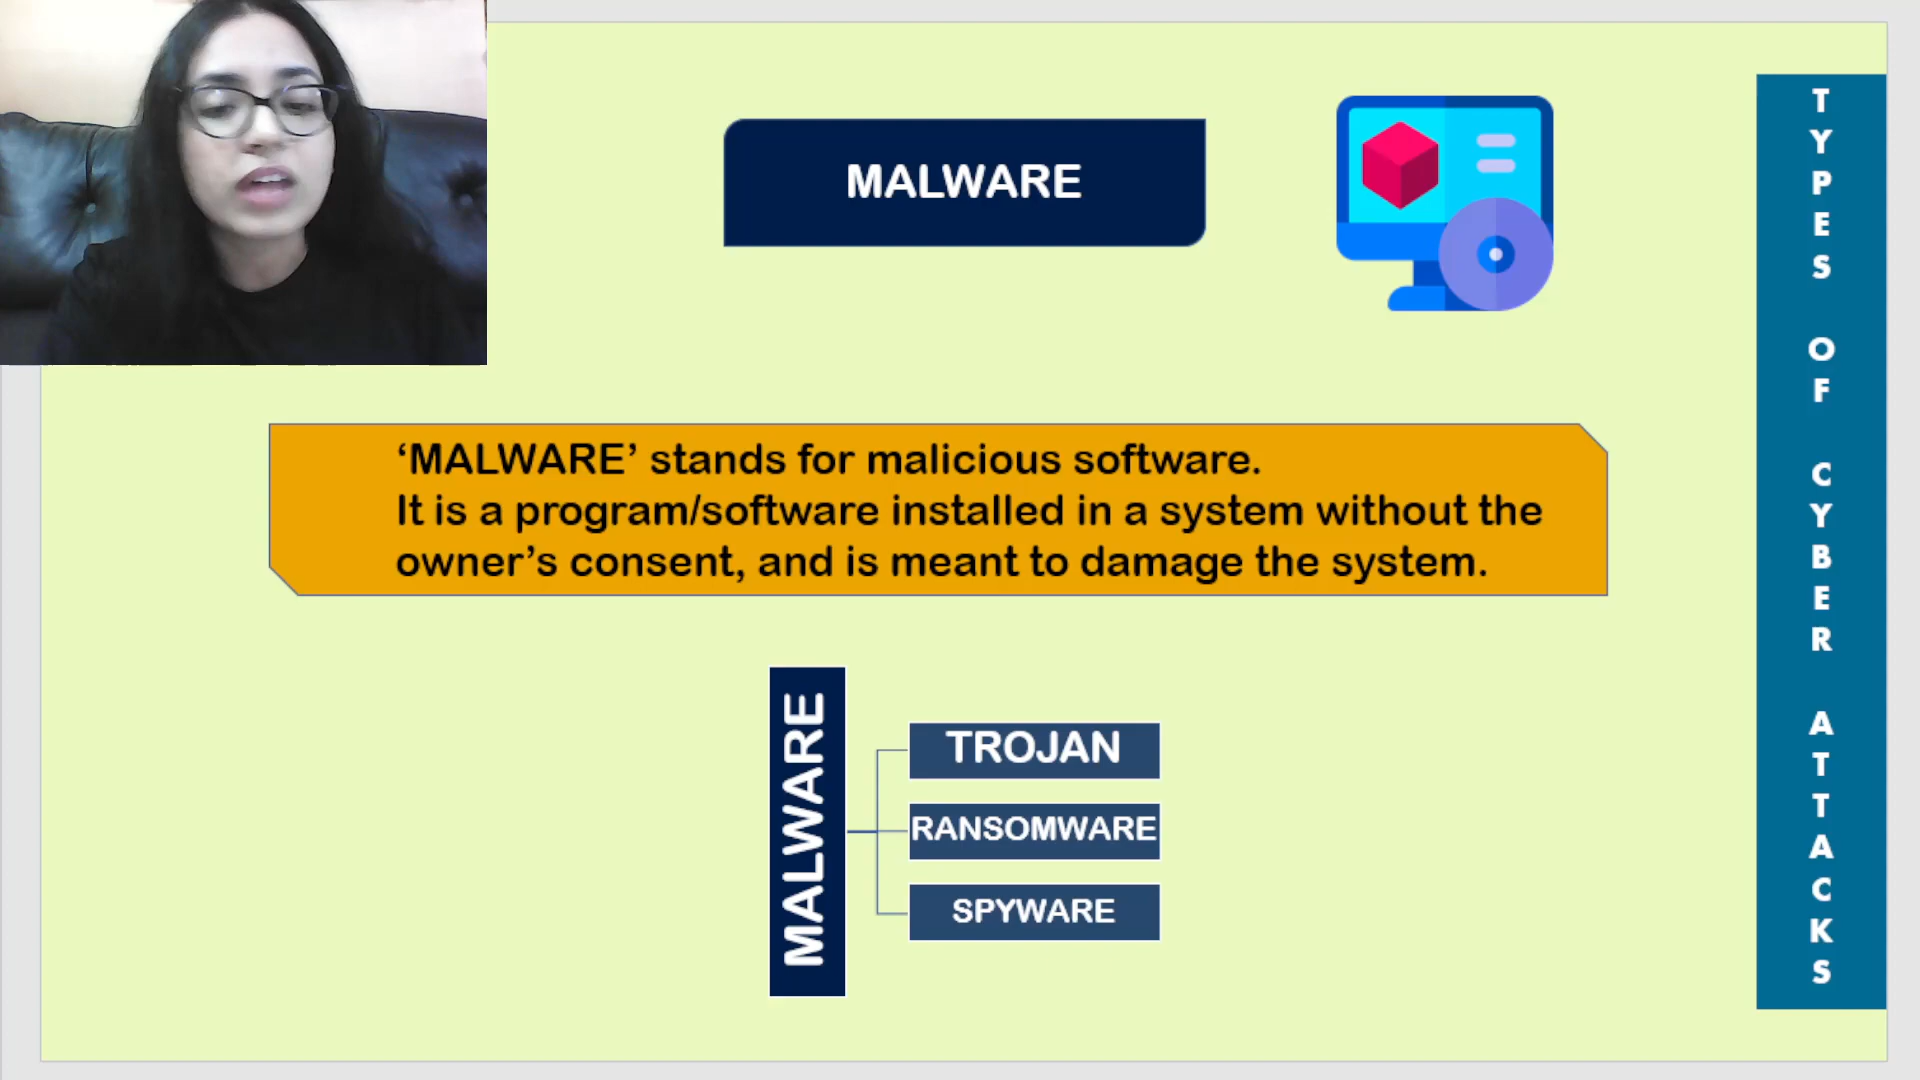 MALWARE
‘MALWARE’ stands for malicious software.
It is a program/software installed in a system without the
owner’s consent, and is meant to damage the system.
MALWARE
TROJAN
RANSOMWARE
SPYWARE
TYPES OF CYBER ATTACKS